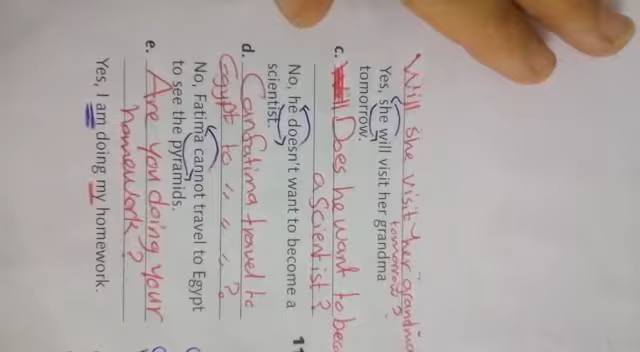 Will she visit her grandma
tomorrow?
Yes, she will visit her grandma
tomorrow.
c. Does he want to bec
a scientist?
No, he doesn't want to become a
scientist.
d. Can Fatima travel to
Egypt to " " " ?
No, Fatima cannot travel to Egypt
to see the pyramids.
e. Are you doing your
homework?
Yes, I am doing my homework.
11